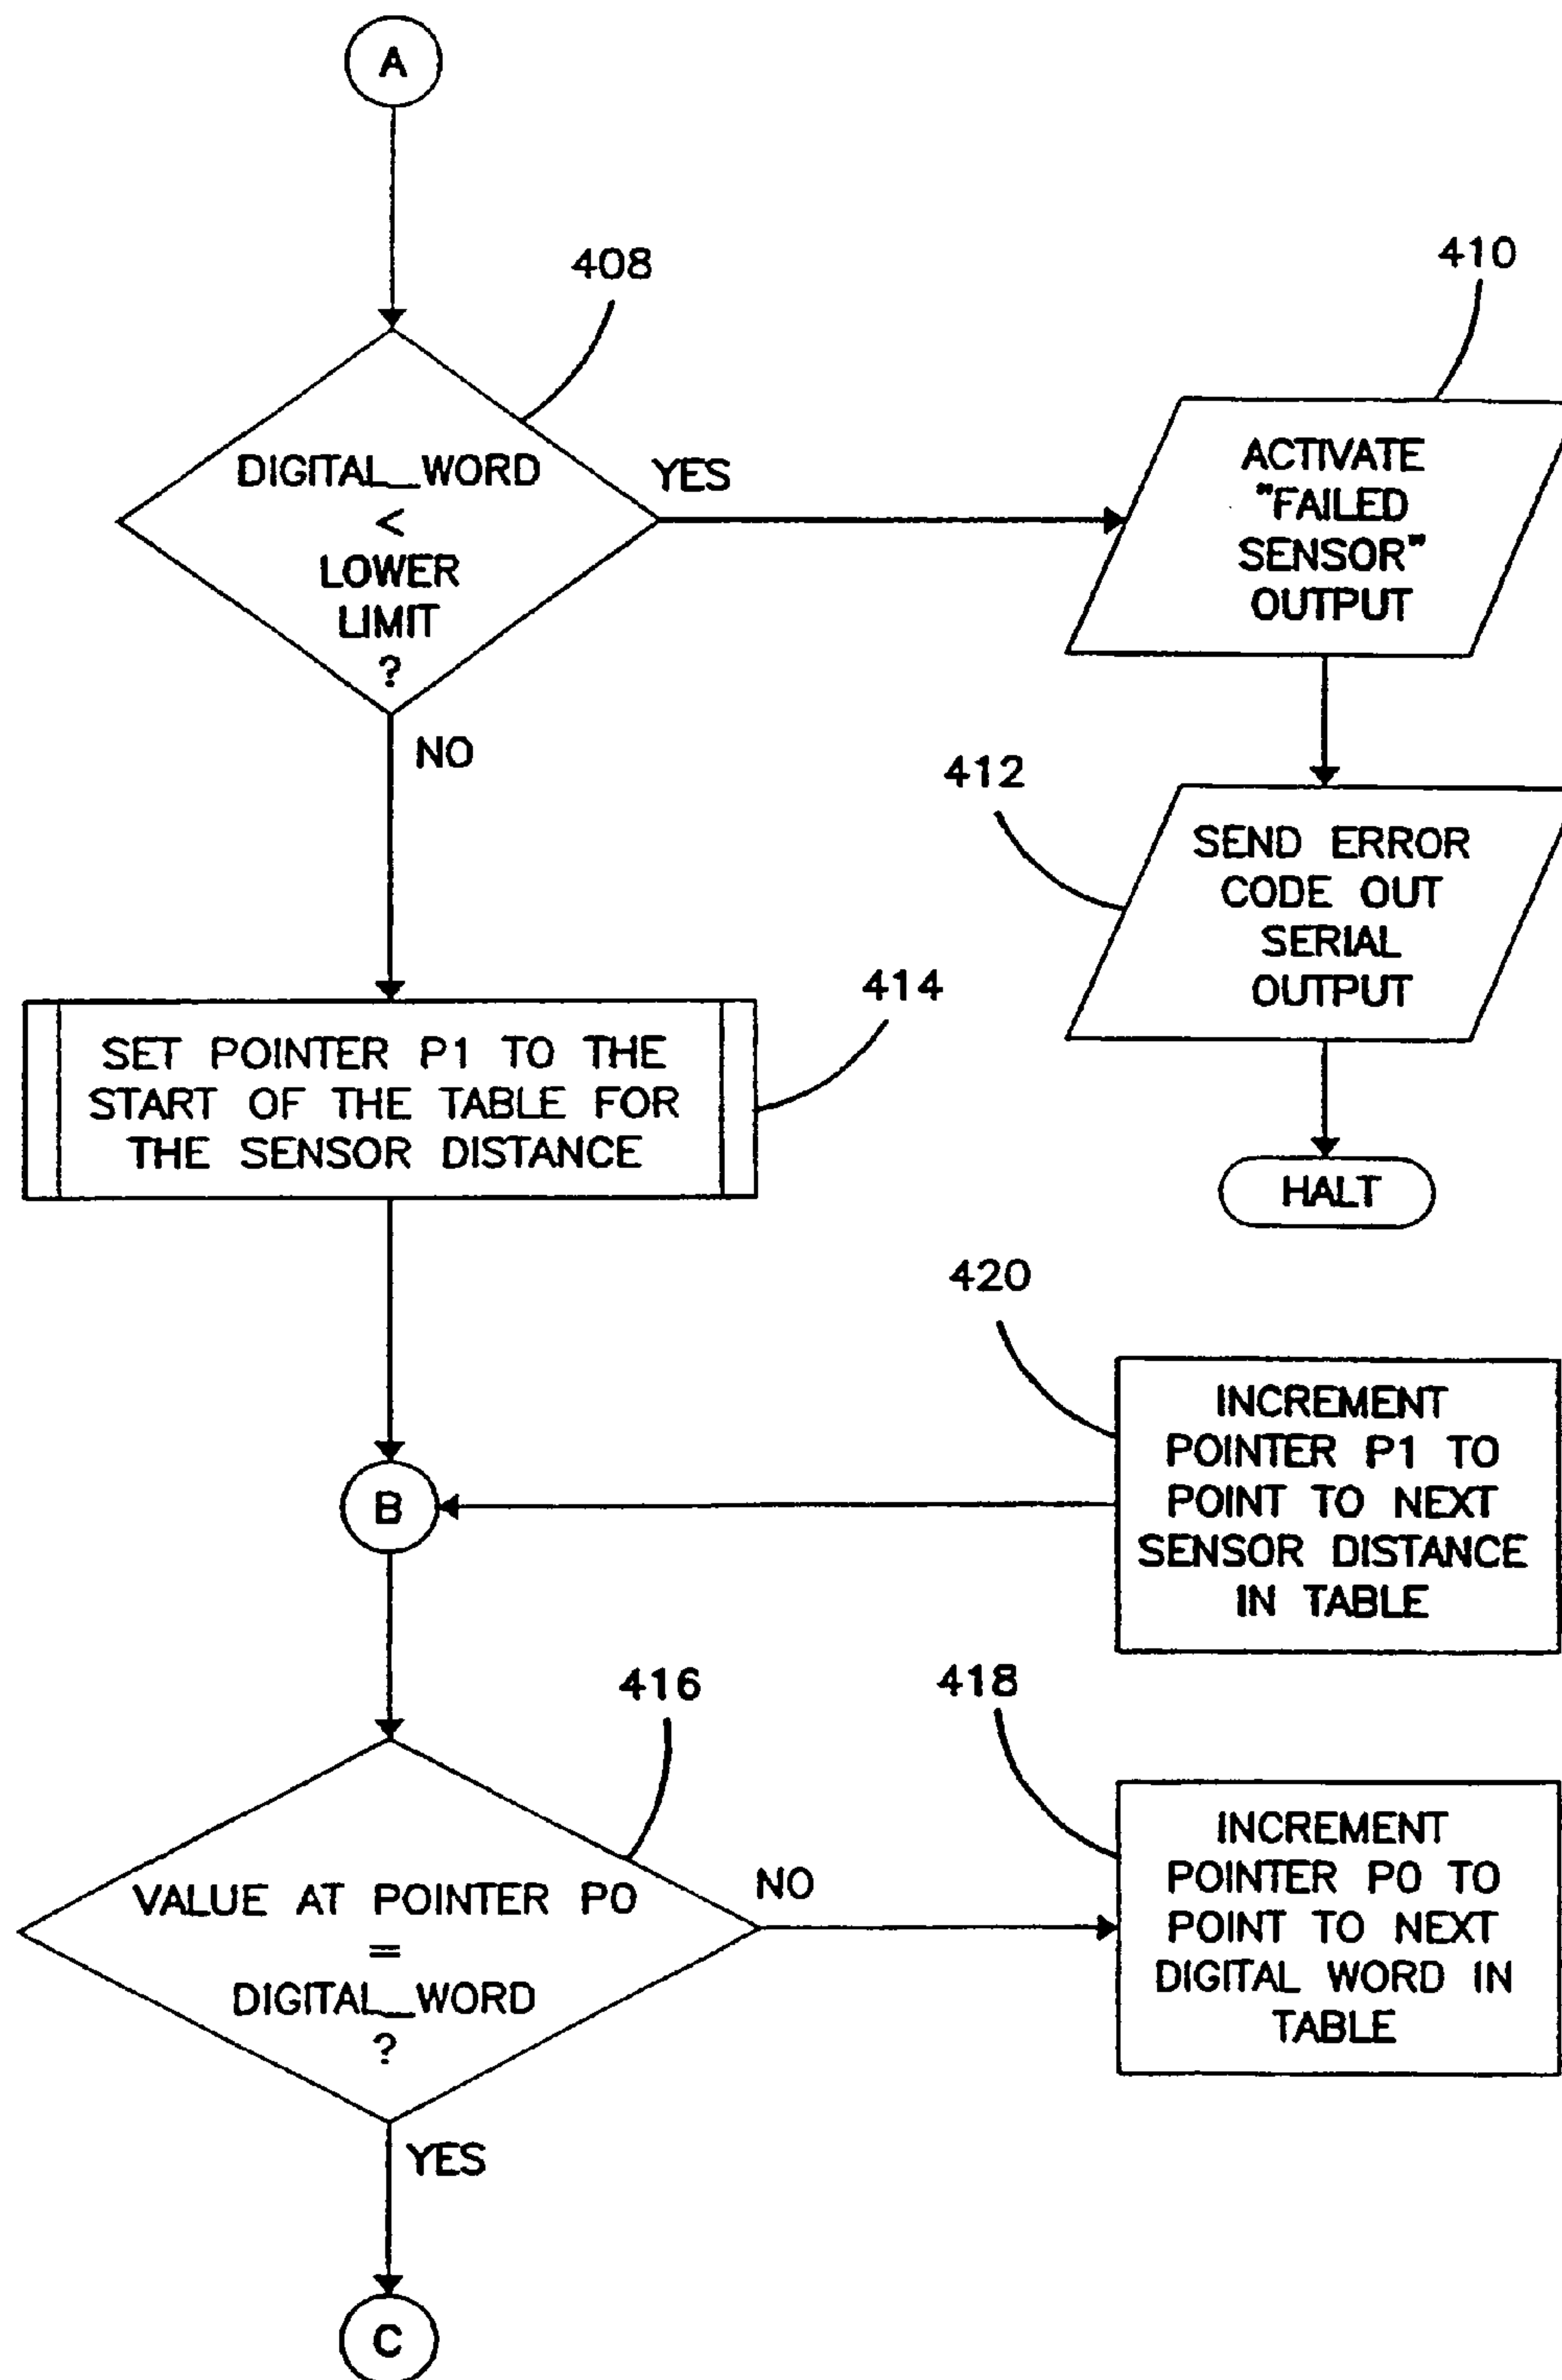 A
408
410
DIGITAL_WORD
<
LOWER
LIMIT
?
YES
NO
ACTIVATE
"FAILED
SENSOR"
OUTPUT
412
SEND ERROR
CODE OUT
SERIAL
OUTPUT
HALT
414
SET POINTER P1 TO THE
START OF THE TABLE FOR
THE SENSOR DISTANCE
420
INCREMENT
POINTER P1 TO
POINT TO NEXT
SENSOR DISTANCE
IN TABLE
B
416
VALUE AT POINTER P0
=
DIGITAL_WORD
?
NO
418
INCREMENT
POINTER P0 TO
POINT TO NEXT
DIGITAL WORD IN
TABLE
YES
C